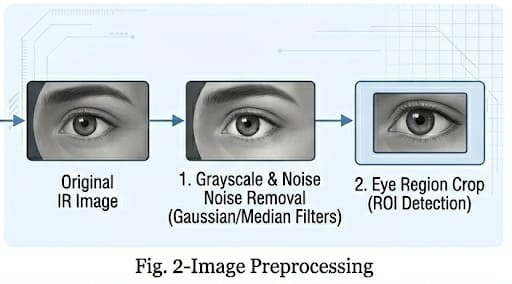 Original
IR Image
1. Grayscale & Noise
Noise Removal
(Gaussian/Median Filters)
2. Eye Region Crop
(ROI Detection)
Fig. 2-Image Preprocessing